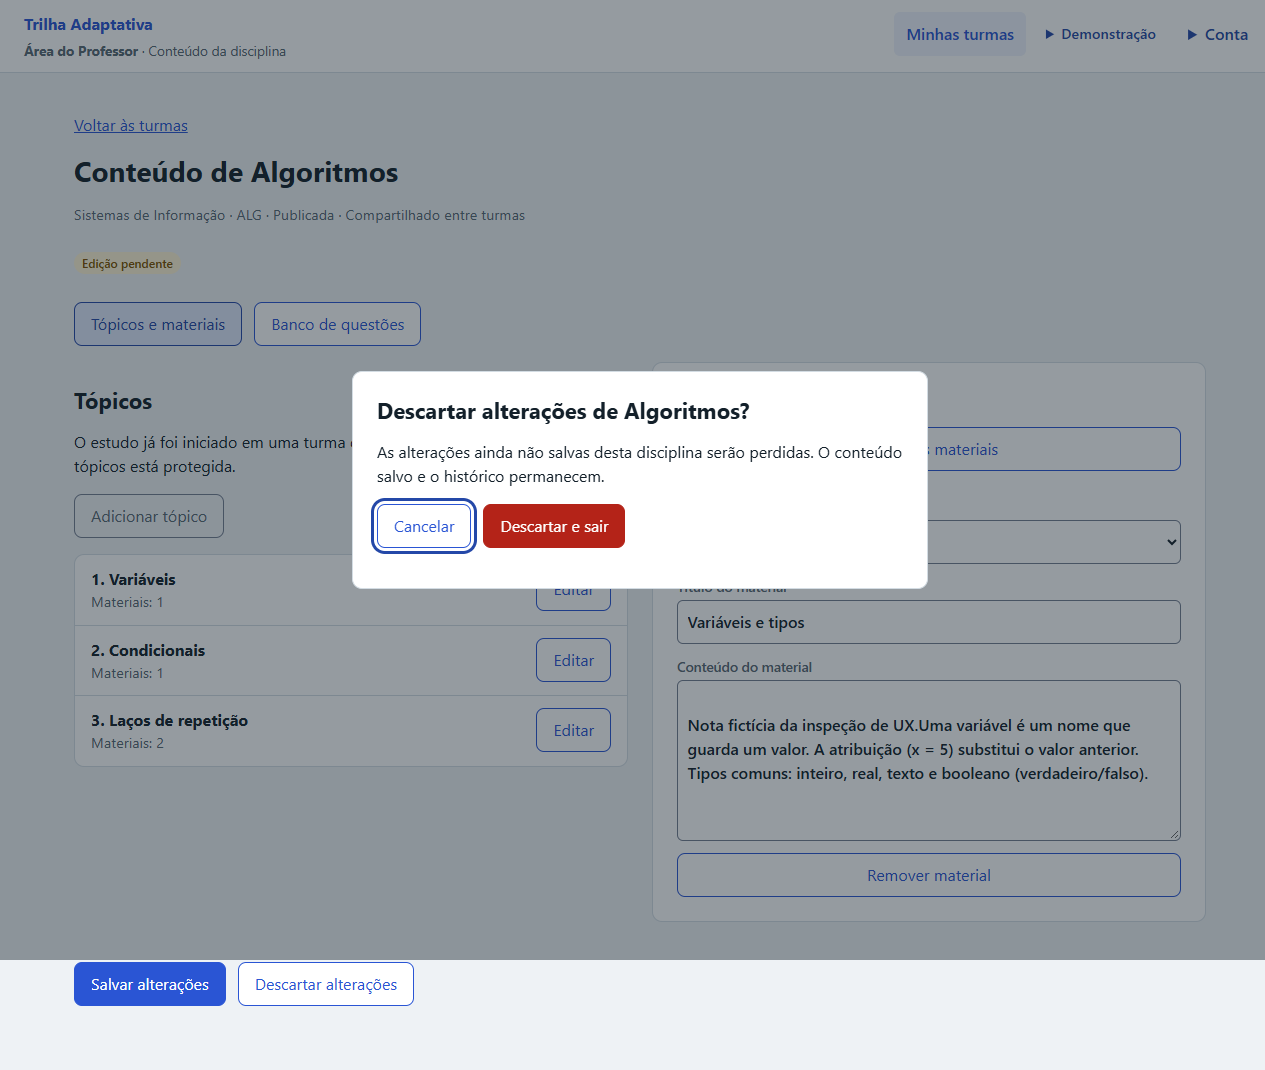 Trilha Adaptativa
Área do Professor · Conteúdo da disciplina
Minhas turmas
Demonstração
Conta
Voltar às turmas
Conteúdo de Algoritmos
Sistemas de Informação · ALG · Publicada · Compartilhado entre turmas
Edição pendente
Tópicos e materiais
Banco de questões
Tópicos
O estudo já foi iniciado em uma turma
tópicos está protegida.
Adicionar tópico
1. Variáveis
Materiais: 1
Editar
2. Condicionais
Materiais: 1
Editar
3. Laços de repetição
Materiais: 2
Editar
Descartar alterações de Algoritmos?
As alterações ainda não salvas desta disciplina serão perdidas. O conteúdo
salvo e o histórico permanecem.
Cancelar
Descartar e sair
materiais
Título do material
Variáveis e tipos
Conteúdo do material
Nota fictícia da inspeção de UX.Uma variável é um nome que
guarda um valor. A atribuição (x = 5) substitui o valor anterior.
Tipos comuns: inteiro, real, texto e booleano (verdadeiro/falso).
Remover material
Salvar alterações
Descartar alterações